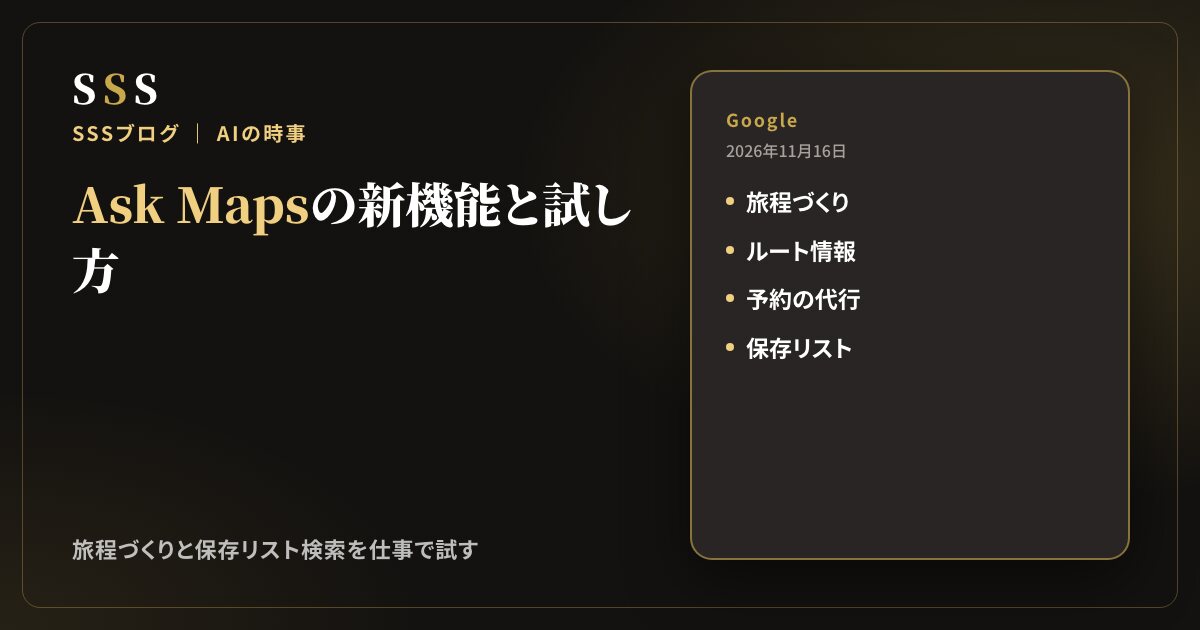 SSS
SSSブログ ｜ AIの時事
Ask Mapsの新機能と試し
方
旅程づくりと保存リスト検索を仕事で試す
Google
2026年11月16日
• 旅程づくり
• ルート情報
• 予約の代行
• 保存リスト